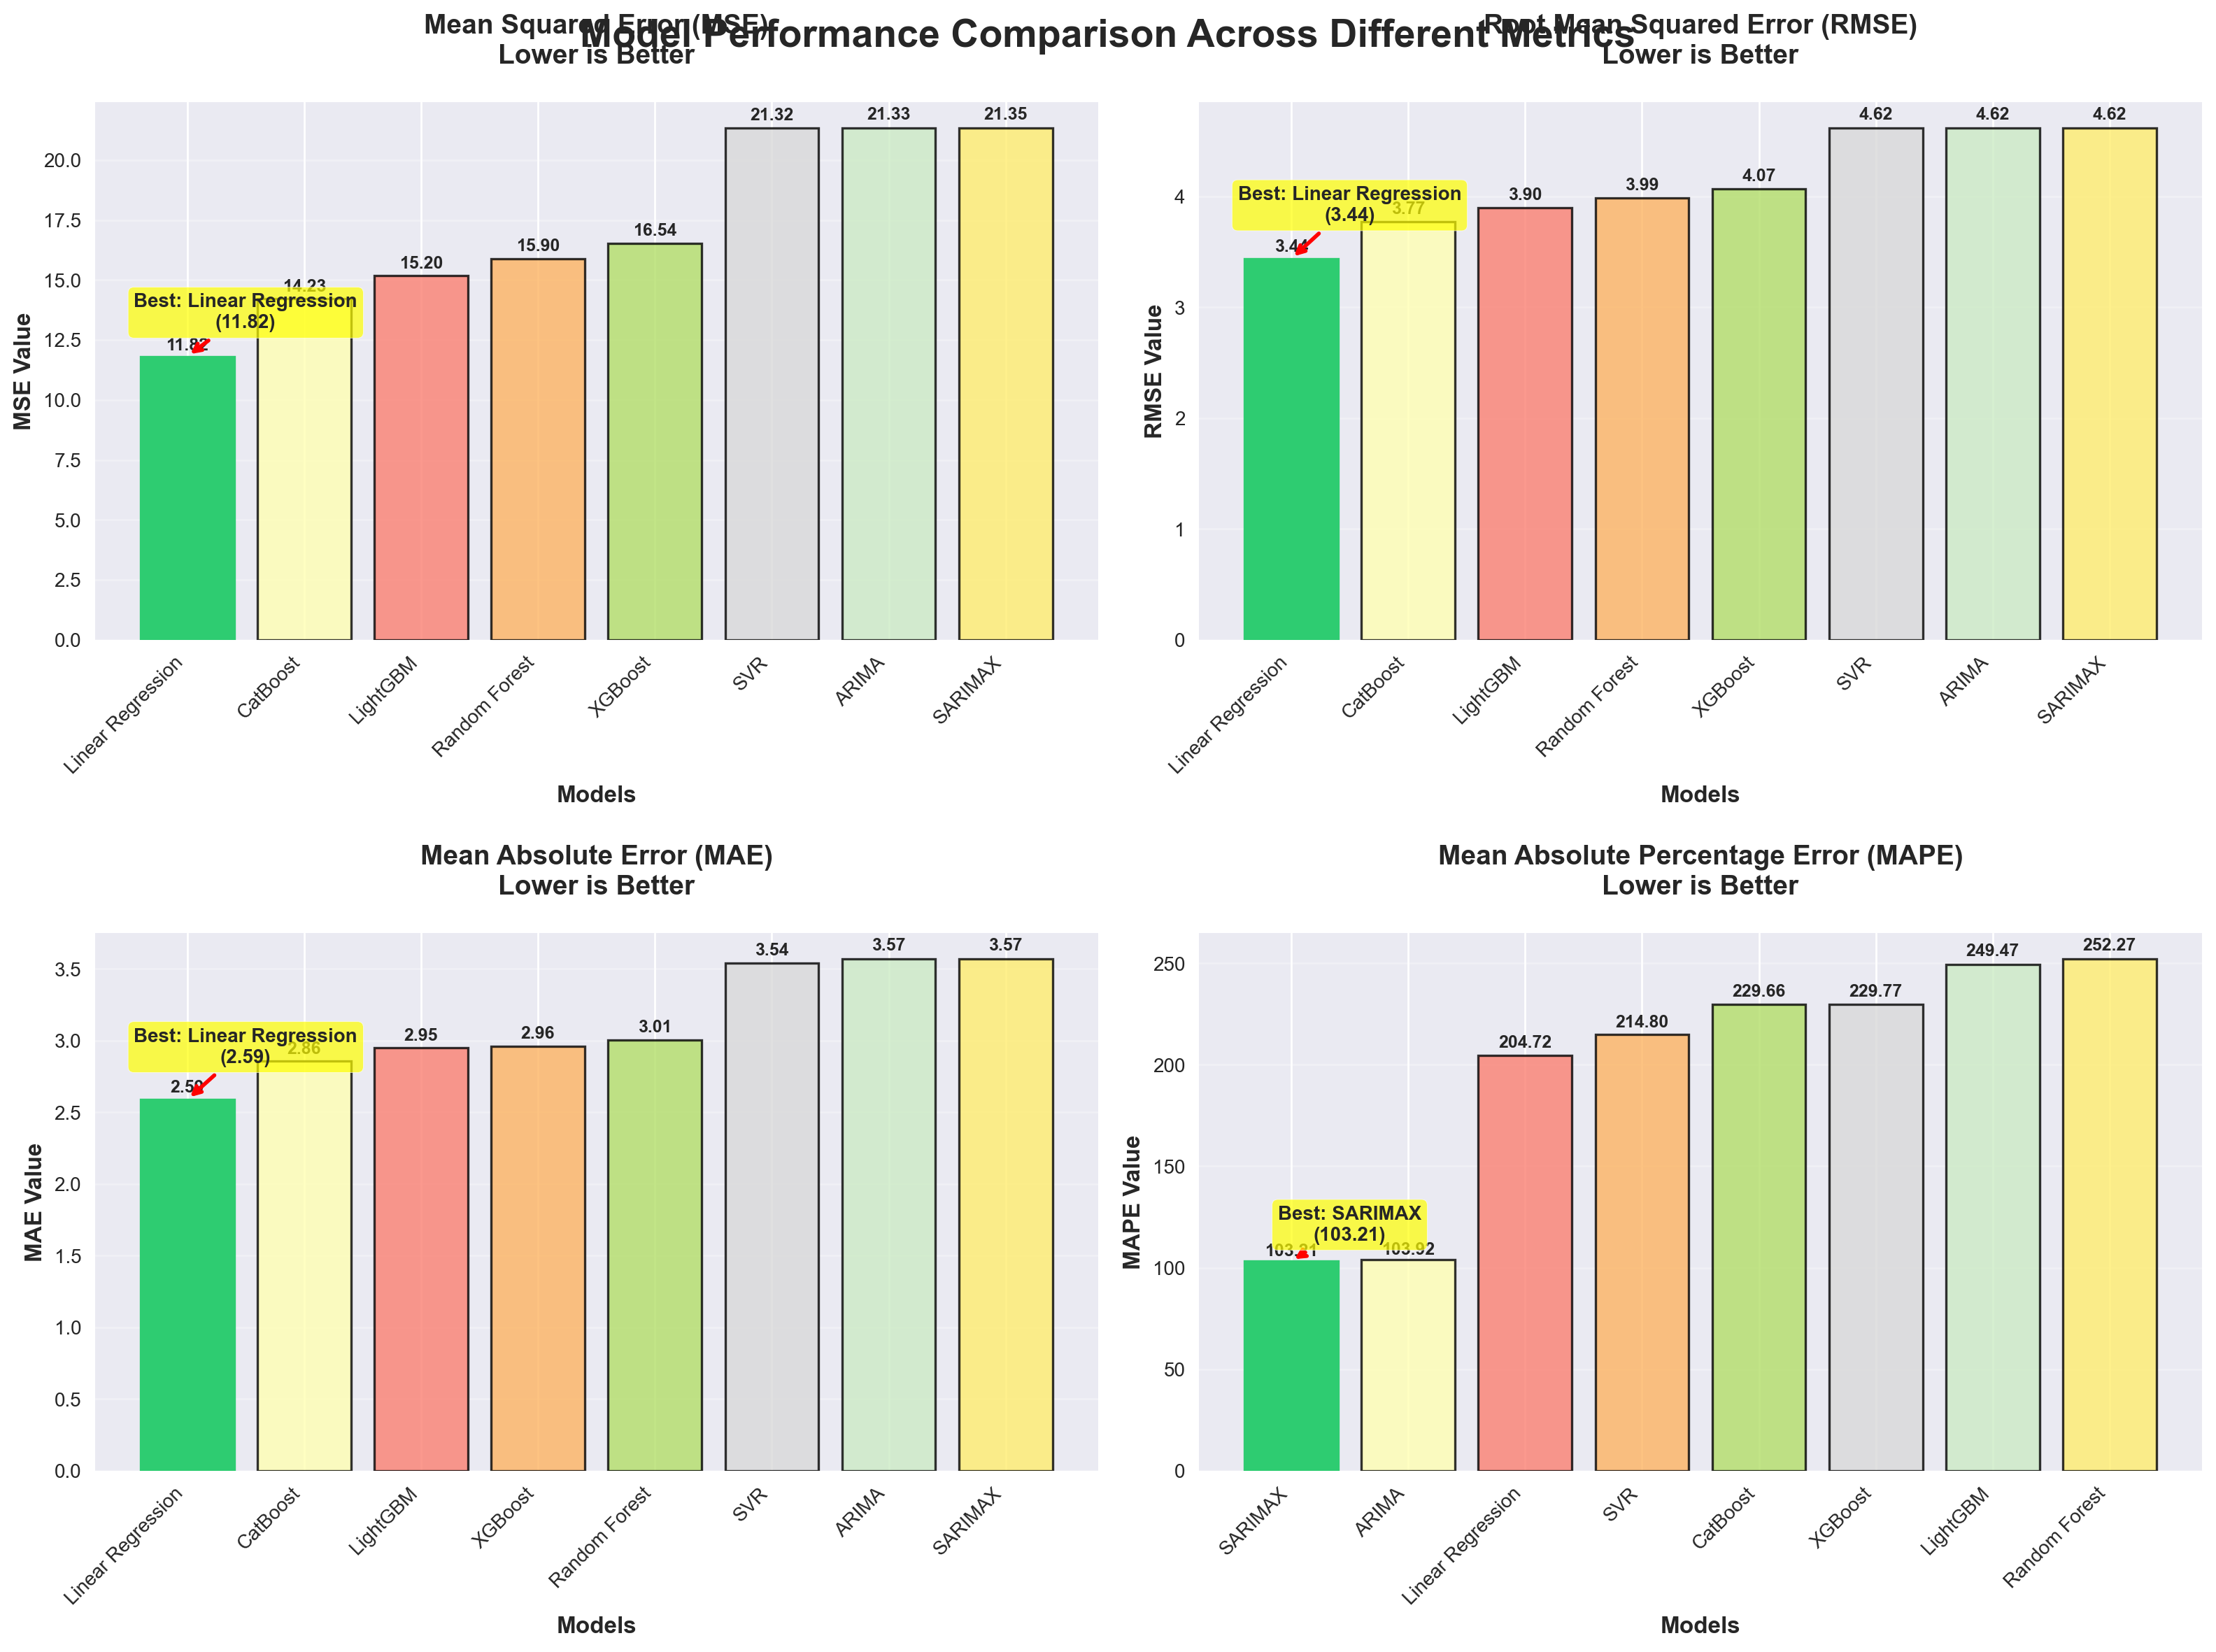 Model Performance Comparison Across Different Metrics
Mean Squared Error (MSE)
Lower is Better
MSE Value
20.0
17.5
15.0
12.5
10.0
7.5
5.0
2.5
0.0
11.82
14.23
15.20
15.90
16.54
21.32
21.33
21.35
Best: Linear Regression
(11.82)
Linear Regression
CatBoost
LightGBM
Random Forest
XGBoost
SVR
ARIMA
SARIMAX
Models
Root Mean Squared Error (RMSE)
Lower is Better
RMSE Value
4
3
2
1
0
3.44
3.77
3.90
3.99
4.07
4.62
4.62
4.62
Best: Linear Regression
(3.44)
Linear Regression
CatBoost
LightGBM
Random Forest
XGBoost
SVR
ARIMA
SARIMAX
Models
Mean Absolute Error (MAE)
Lower is Better
MAE Value
3.5
3.0
2.5
2.0
1.5
1.0
0.5
0.0
2.59
2.86
2.95
2.96
3.01
3.54
3.57
3.57
Best: Linear Regression
(2.59)
Linear Regression
CatBoost
LightGBM
XGBoost
Random Forest
SVR
ARIMA
SARIMAX
Models
Mean Absolute Percentage Error (MAPE)
Lower is Better
MAPE Value
250
200
150
100
50
0
103.21
103.92
204.72
214.80
229.66
229.77
249.47
252.27
Best: SARIMAX
(103.21)
SARIMAX
ARIMA
Linear Regression
SVR
CatBoost
XGBoost
LightGBM
Random Forest
Models